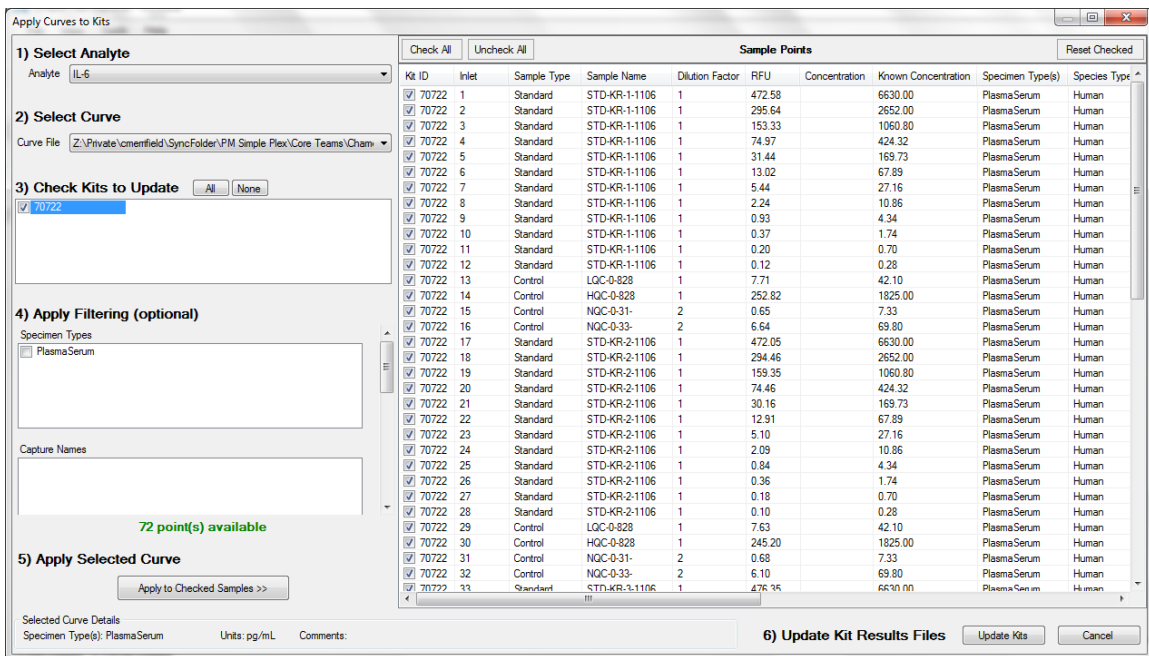 Apply Curves to Kits
1) Select Analyte
Analyte IL-6
2) Select Curve
Curve File Z:\Private\cmerrifield\SyncFolder\PM Simple Plex\Core Teams\Cham
3) Check Kits to Update All None
70722
4) Apply Filtering (optional)
Specimen Types
PlasmaSerum
Capture Names
72 point(s) available
5) Apply Selected Curve
Apply to Checked Samples >>
Check All Uncheck All Sample Points Reset Checked
Kit ID Inlet Sample Type Sample Name Dilution Factor RFU Concentration Known Concentration Specimen Type(s) Species Type
70722 1 Standard STD-KR-1-1106 1 472.58 6630.00 PlasmaSerum Human
70722 2 Standard STD-KR-1-1106 1 295.64 2652.00 PlasmaSerum Human
70722 3 Standard STD-KR-1-1106 1 153.33 1060.80 PlasmaSerum Human
70722 4 Standard STD-KR-1-1106 1 74.97 424.32 PlasmaSerum Human
70722 5 Standard STD-KR-1-1106 1 31.44 169.73 PlasmaSerum Human
70722 6 Standard STD-KR-1-1106 1 13.02 67.89 PlasmaSerum Human
70722 7 Standard STD-KR-1-1106 1 5.44 27.16 PlasmaSerum Human
70722 8 Standard STD-KR-1-1106 1 2.24 10.86 PlasmaSerum Human
70722 9 Standard STD-KR-1-1106 1 0.93 4.34 PlasmaSerum Human
70722 10 Standard STD-KR-1-1106 1 0.37 1.74 PlasmaSerum Human
70722 11 Standard STD-KR-1-1106 1 0.20 0.70 PlasmaSerum Human
70722 12 Standard STD-KR-1-1106 1 0.12 0.28 PlasmaSerum Human
70722 13 Control LQC-0-828 1 7.71 42.10 PlasmaSerum Human
70722 14 Control HQC-0-828 1 252.82 1825.00 PlasmaSerum Human
70722 15 Control NQC-0-31- 2 0.65 7.33 PlasmaSerum Human
70722 16 Control NQC-0-33- 2 6.64 69.80 PlasmaSerum Human
70722 17 Standard STD-KR-2-1106 1 472.05 6630.00 PlasmaSerum Human
70722 18 Standard STD-KR-2-1106 1 294.46 2652.00 PlasmaSerum Human
70722 19 Standard STD-KR-2-1106 1 159.35 1060.80 PlasmaSerum Human
70722 20 Standard STD-KR-2-1106 1 74.46 424.32 PlasmaSerum Human
70722 21 Standard STD-KR-2-1106 1 30.16 169.73 PlasmaSerum Human
70722 22 Standard STD-KR-2-1106 1 12.91 67.89 PlasmaSerum Human
70722 23 Standard STD-KR-2-1106 1 5.10 27.16 PlasmaSerum Human
70722 24 Standard STD-KR-2-1106 1 2.09 10.86 PlasmaSerum Human
70722 25 Standard STD-KR-2-1106 1 0.84 4.34 PlasmaSerum Human
70722 26 Standard STD-KR-2-1106 1 0.36 1.74 PlasmaSerum Human
70722 27 Standard STD-KR-2-1106 1 0.18 0.70 PlasmaSerum Human
70722 28 Standard STD-KR-2-1106 1 0.10 0.28 PlasmaSerum Human
70722 29 Control LQC-0-828 1 7.63 42.10 PlasmaSerum Human
70722 30 Control HQC-0-828 1 245.20 1825.00 PlasmaSerum Human
70722 31 Control NQC-0-31- 2 0.68 7.33 PlasmaSerum Human
70722 32 Control NQC-0-33- 2 6.10 69.80 PlasmaSerum Human
70722 33 Standard STD-KR-3-1106 1 476.35 6630.00 PlasmaSerum Human
Selected Curve Details
Specimen Type(s): PlasmaSerum Units: pg/mL Comments:
6) Update Kit Results Files Update Kits Cancel